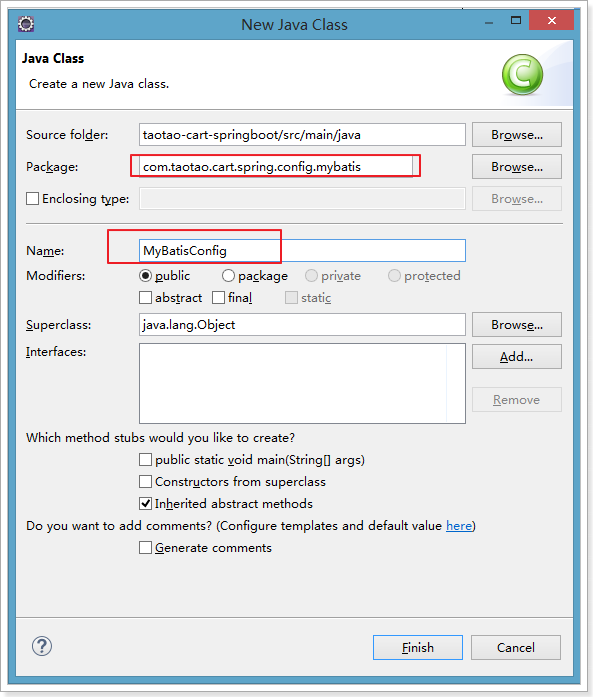 New Java Class
Java Class
Create a new Java class.
C
Source folder: taotao-cart-springboot/src/main/java Browse...
Package: com.taotao.cart.spring.config.mybatis Browse...
Enclosing type: Browse...
Name: MyBatisConfig
Modifiers: public package private protected
abstract final static
Superclass: java.lang.Object Browse...
Interfaces: Add...
Remove
Which method stubs would you like to create?
public static void main(String[] args)
Constructors from superclass
Inherited abstract methods
Do you want to add comments? (Configure templates and default value here)
Generate comments
? Finish Cancel